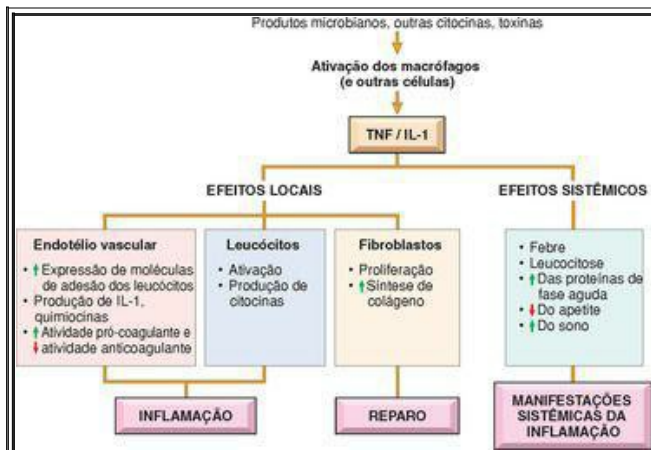 Produtos microbianos, outras citocinas, toxinas
Ativação dos macrófagos
(e outras células)
TNF / IL-1
EFEITOS LOCAIS
EFEITOS SISTÊMICOS
Endotélio vascular
• ↑ Expressão de moléculas
de adesão dos leucócitos
• Produção de IL-1,
quimiocinas
• ↑ Atividade pró-coagulante e
↓ atividade anticoagulante
Leucócitos
• Ativação
• Produção de
citocinas
Fibroblastos
• Proliferação
• ↑ Síntese de
colágeno
• Febre
• Leucocitose
• ↑ Das proteínas de
fase aguda
• ↓ Do apetite
• ↑ Do sono
INFLAMAÇÃO
REPARO
MANIFESTAÇÕES
SISTÊMICAS DA
INFLAMAÇÃO